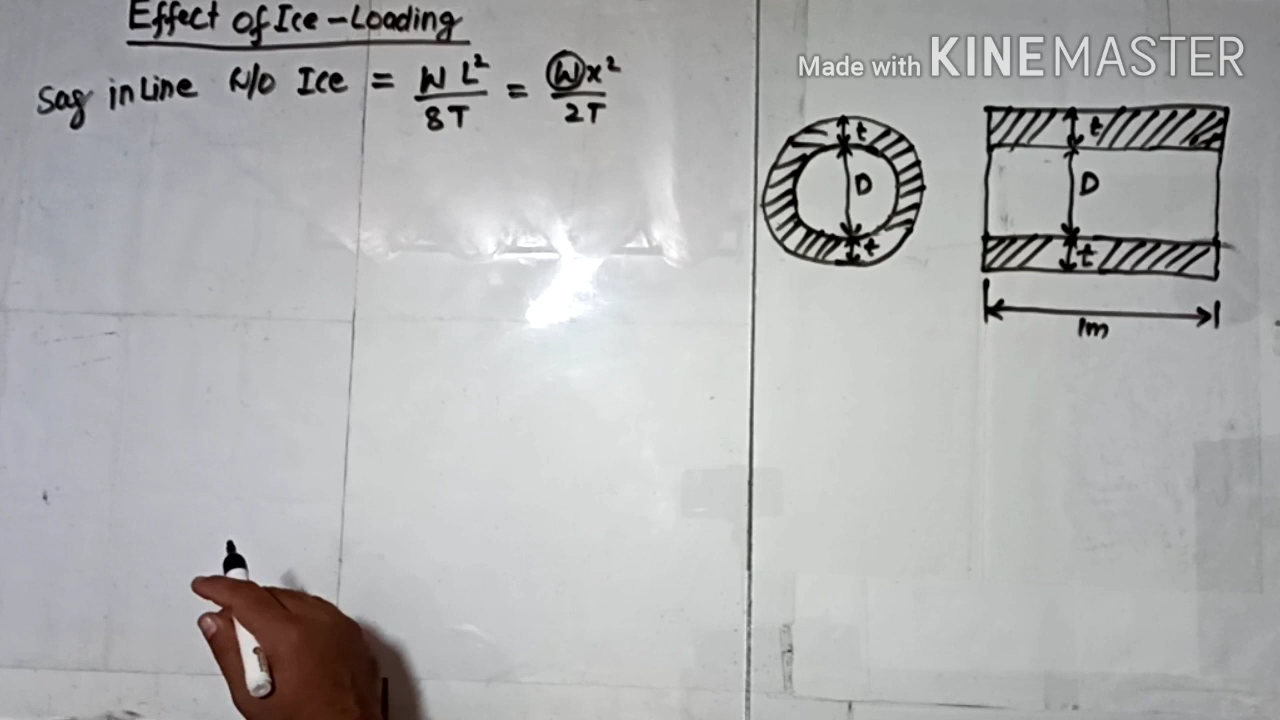 Effect of Ice-Loading
Sag in Line W/O Ice = WL²/8T = Wx²/2T
Made with KINEMASTER
t
D
t
t
D
t
1m